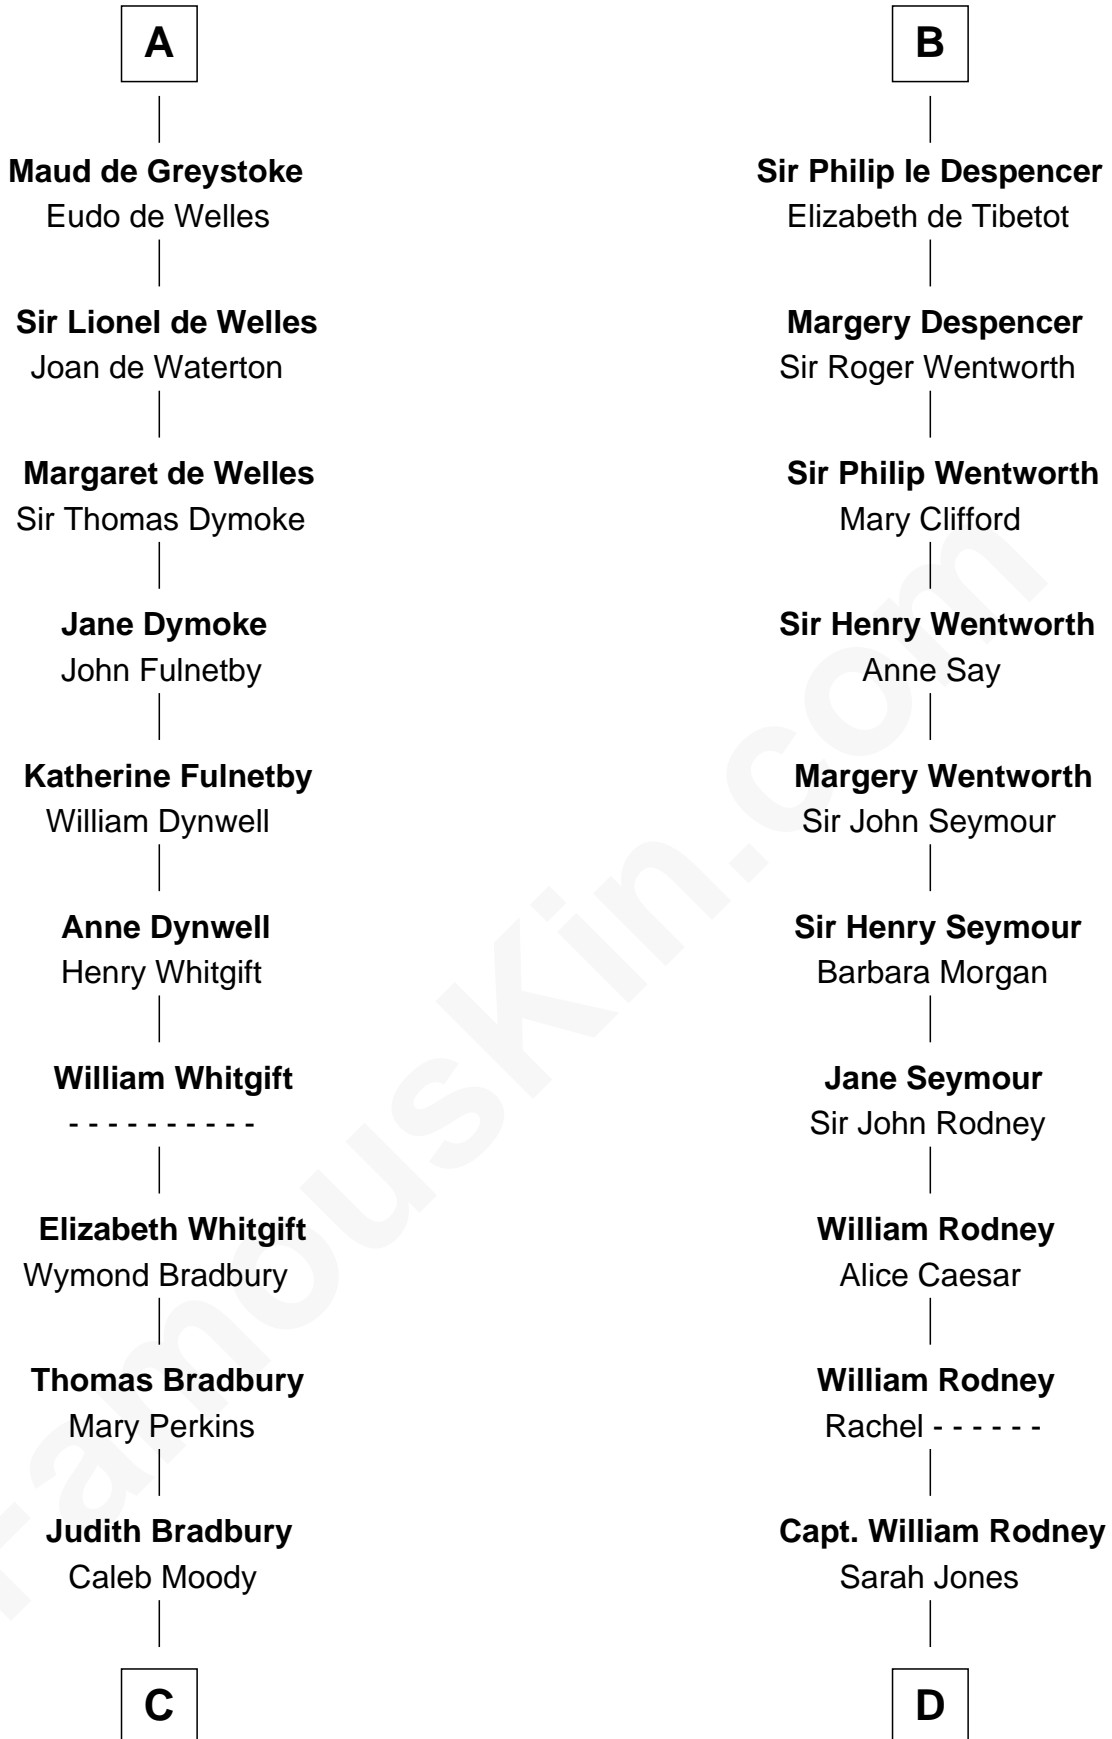 A
Maud de Greystoke
Eudo de Welles
Sir Lionel de Welles
Joan de Waterton
Margaret de Welles
Sir Thomas Dymoke
Jane Dymoke
John Fulnetby
Katherine Fulnetby
William Dynwell
Anne Dynwell
Henry Whitgift
William Whitgift
- - - - - - - - - -
Elizabeth Whitgift
Wymond Bradbury
Thomas Bradbury
Mary Perkins
Judith Bradbury
Caleb Moody
C
B
Sir Philip le Despencer
Elizabeth de Tibetot
Margery Despencer
Sir Roger Wentworth
Sir Philip Wentworth
Mary Clifford
Sir Henry Wentworth
Anne Say
Margery Wentworth
Sir John Seymour
Sir Henry Seymour
Barbara Morgan
Jane Seymour
Sir John Rodney
William Rodney
Alice Caesar
William Rodney
Rachel - - - - - -
Capt. William Rodney
Sarah Jones
D
FamousKin.com